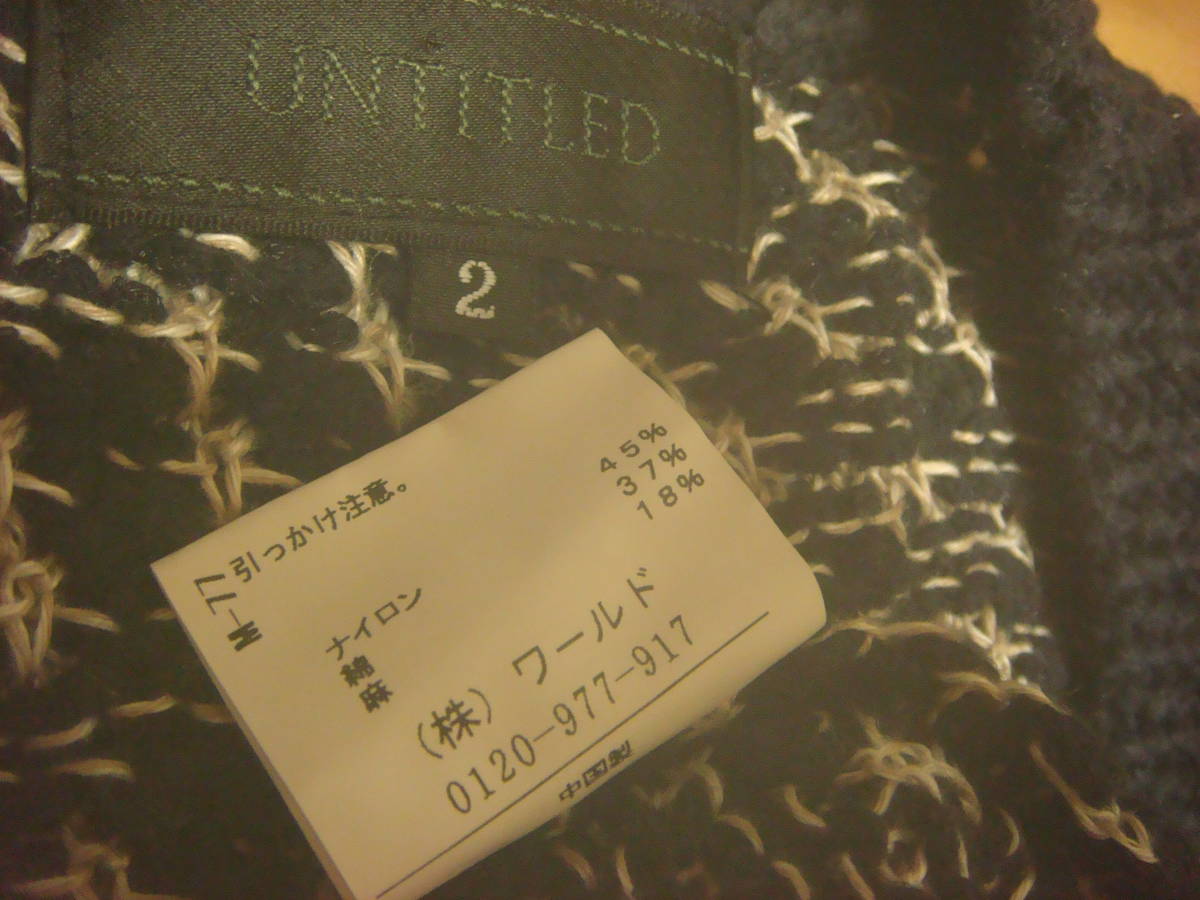 UNTITLED
2
M-77
引っかけ注意。
ナイロン 45%
綿 37%
麻 18%
(株) ワールド
0120-977-917
中国製